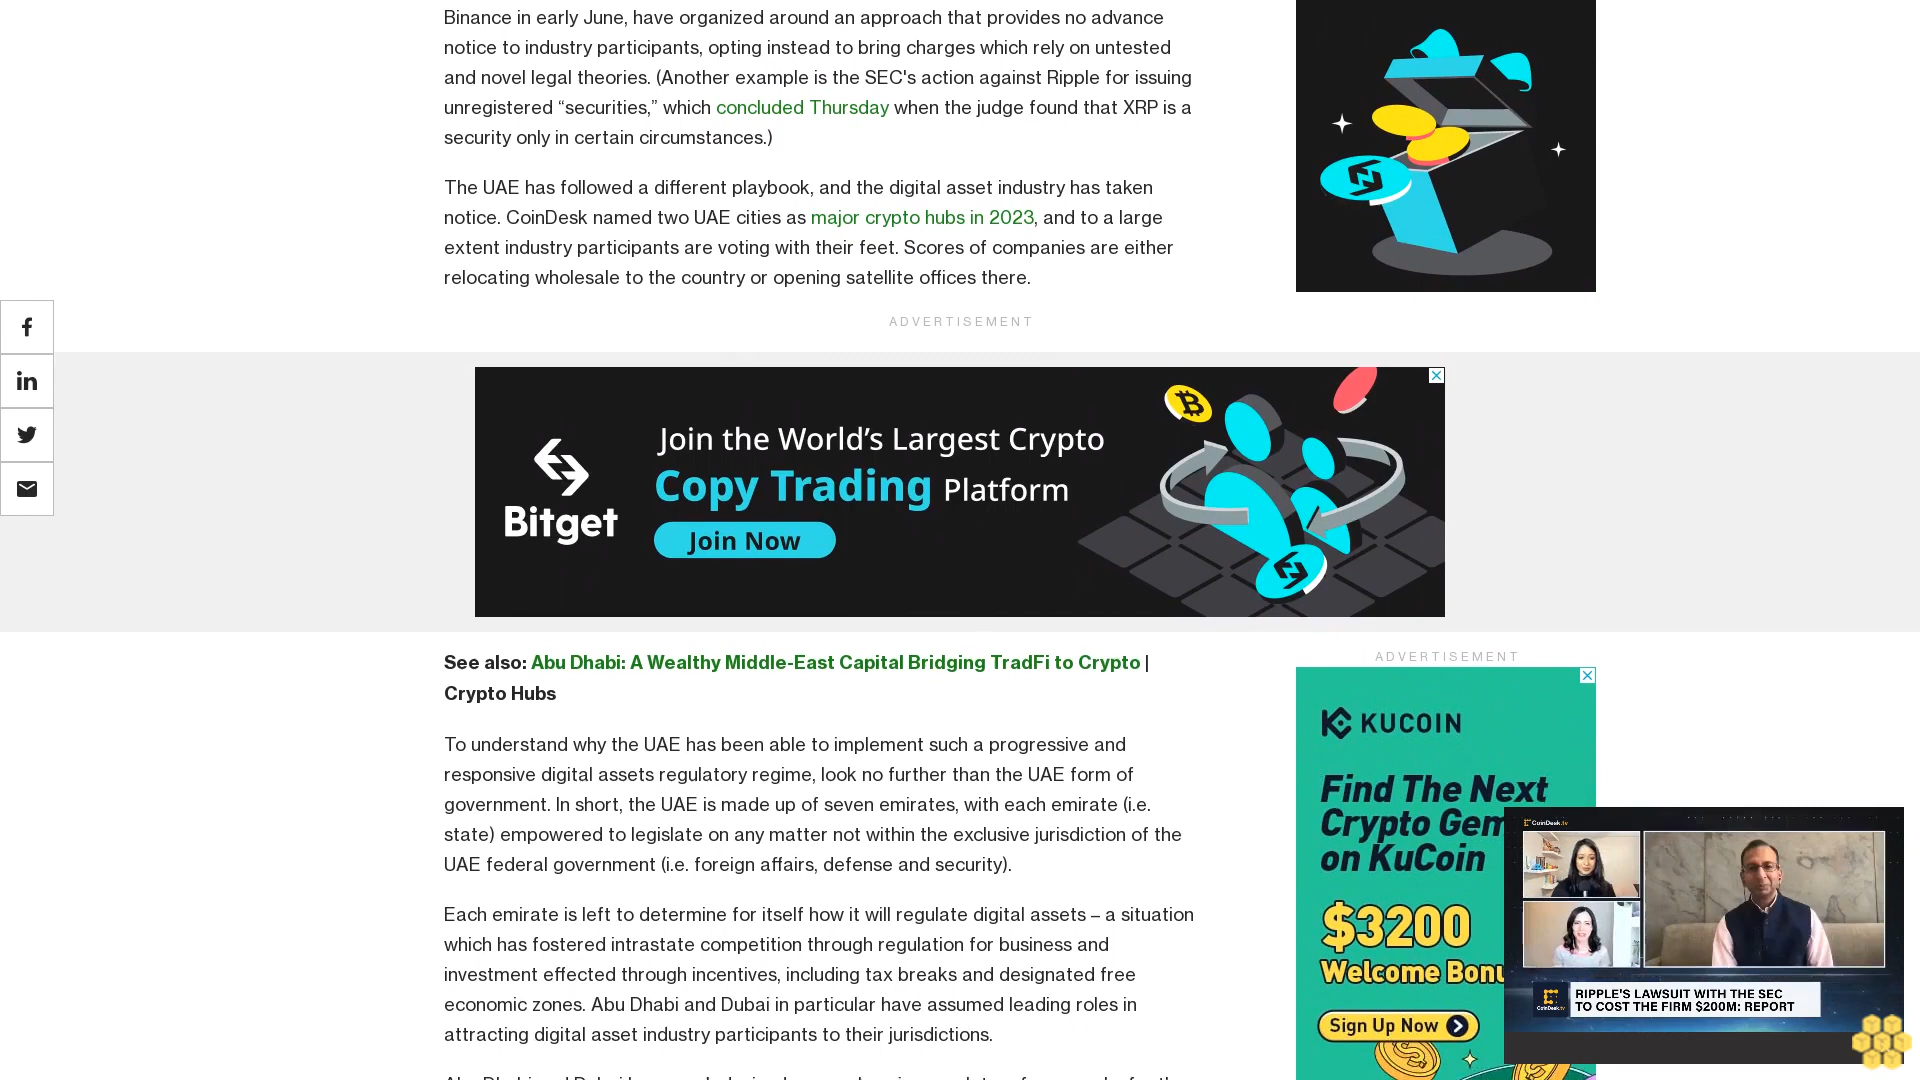 Binance in early June, have organized around an approach that provides no advance
notice to industry participants, opting instead to bring charges which rely on untested
and novel legal theories. (Another example is the SEC's action against Ripple for issuing
unregistered “securities,” which concluded Thursday when the judge found that XRP is a
security only in certain circumstances.)
The UAE has followed a different playbook, and the digital asset industry has taken
notice. CoinDesk named two UAE cities as major crypto hubs in 2023, and to a large
extent industry participants are voting with their feet. Scores of companies are either
relocating wholesale to the country or opening satellite offices there.
ADVERTISEMENT
Bitget
Join the World’s Largest Crypto
Copy Trading Platform
Join Now
See also: Abu Dhabi: A Wealthy Middle-East Capital Bridging TradFi to Crypto |
Crypto Hubs
To understand why the UAE has been able to implement such a progressive and
responsive digital assets regulatory regime, look no further than the UAE form of
government. In short, the UAE is made up of seven emirates, with each emirate (i.e.
state) empowered to legislate on any matter not within the exclusive jurisdiction of the
UAE federal government (i.e. foreign affairs, defense and security).
Each emirate is left to determine for itself how it will regulate digital assets – a situation
which has fostered intrastate competition through regulation for business and
investment effected through incentives, including tax breaks and designated free
economic zones. Abu Dhabi and Dubai in particular have assumed leading roles in
attracting digital asset industry participants to their jurisdictions.
ADVERTISEMENT
KUCOIN
Find The Next
Crypto Gem
on KuCoin
$3200
Welcome Bonu
Sign Up Now
CoinDesk.tv
CoinDesk.tv
RIPPLE'S LAWSUIT WITH THE SEC
TO COST THE FIRM $200M: REPORT